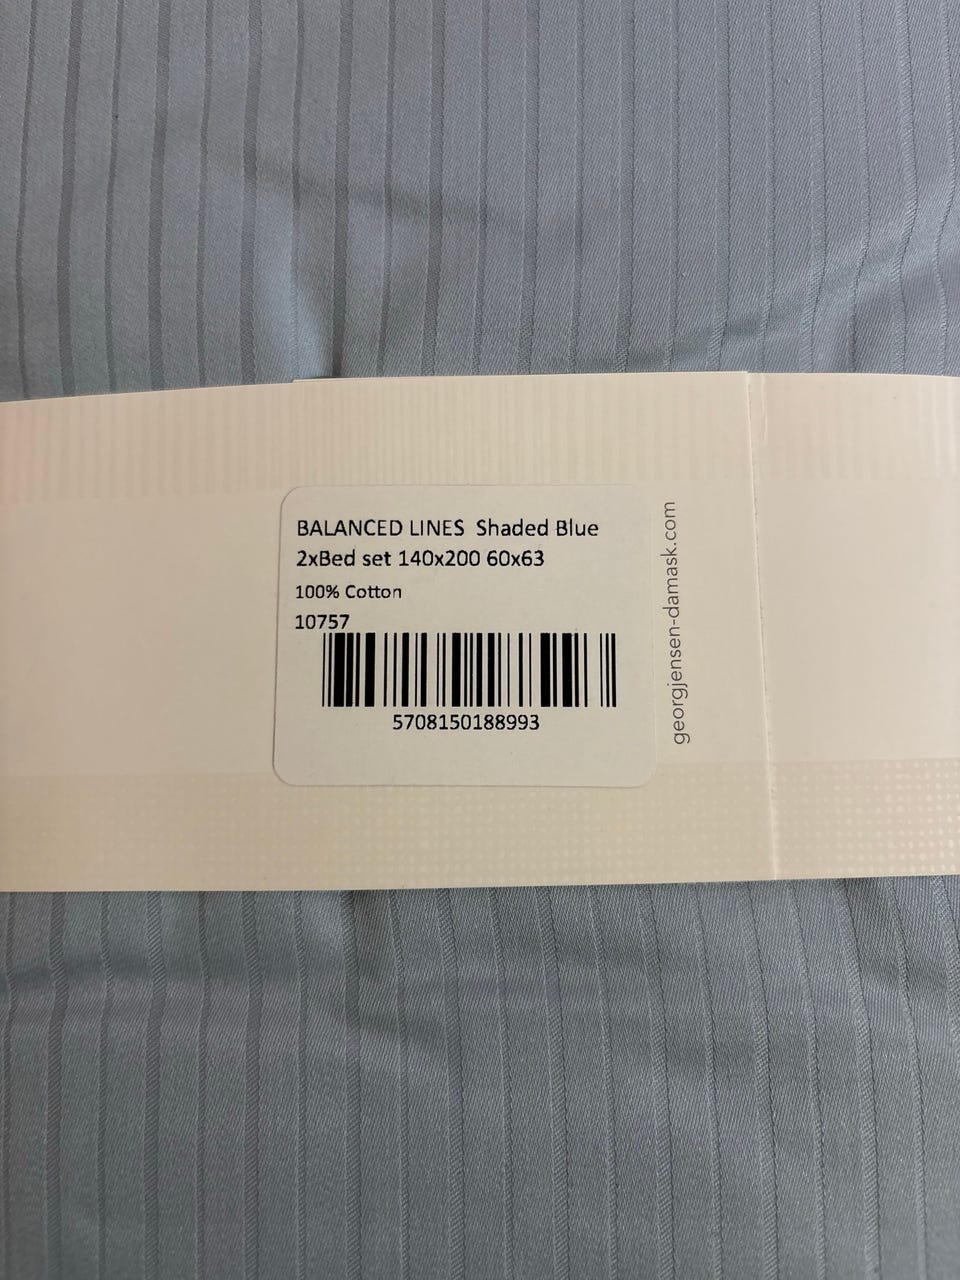 BALANCED LINES Shaded Blue
2xBed set 140x200 60x63
100% Cotton
10757
5708150188993
georgjensen-damask.com